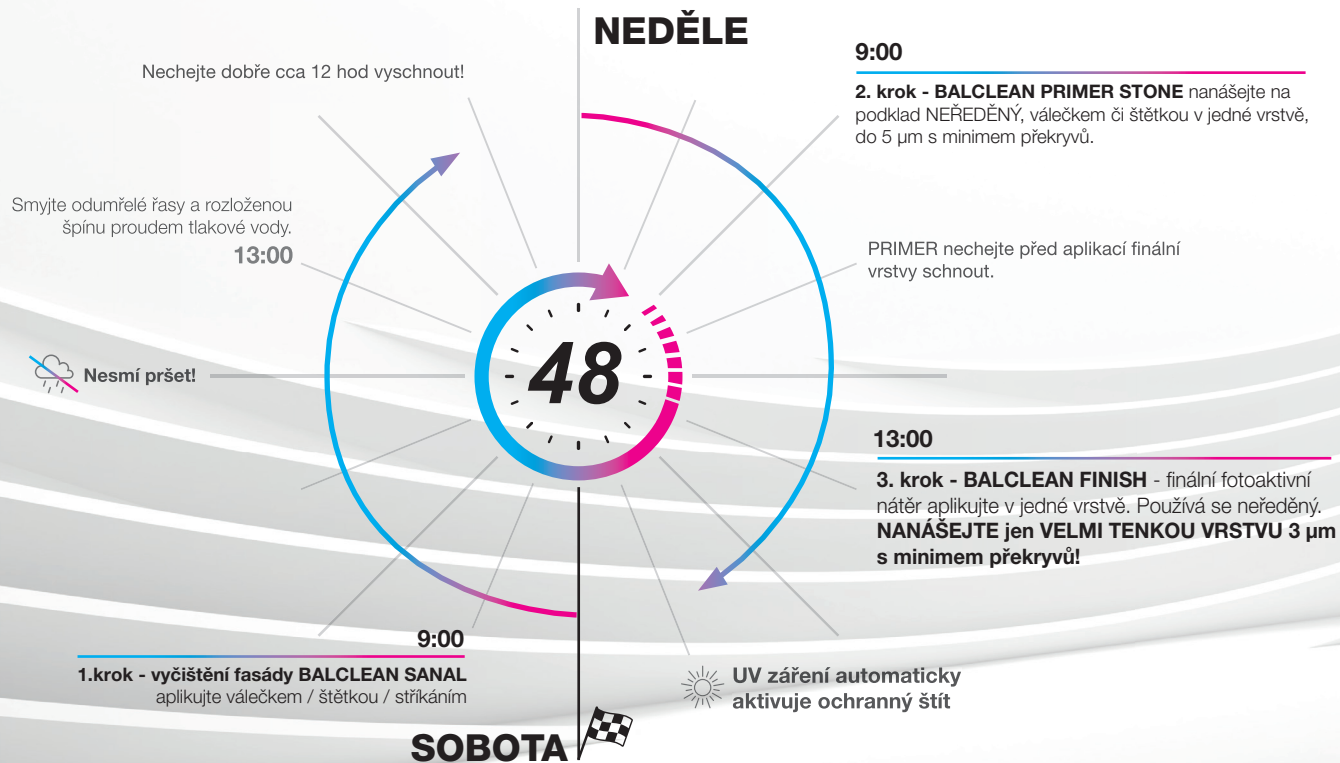 NEDĚLE
Nechejte dobře cca 12 hod vyschnout!
9:00
2. krok - BALCLEAN PRIMER STONE nanášejte na
podklad NEŘEDĚNÝ, válečkem či štětkou v jedné vrstvě,
do 5 µm s minimem překryvů.
Smyjte odumřelé řasy a rozloženou
špínu proudem tlakové vody.
13:00
PRIMER nechejte před aplikací finální
vrstvy schnout.
Nesmí pršet!
48
13:00
3. krok - BALCLEAN FINISH - finální fotoaktivní
nátěr aplikujte v jedné vrstvě. Používá se neředěný.
NANÁŠEJTE jen VELMI TENKOU VRSTVU 3 µm
s minimem překryvů!
9:00
1.krok - vyčištění fasády BALCLEAN SANAL
aplikujte válečkem / štětkou / stříkáním
UV záření automaticky
aktivuje ochranný štít
SOBOTA